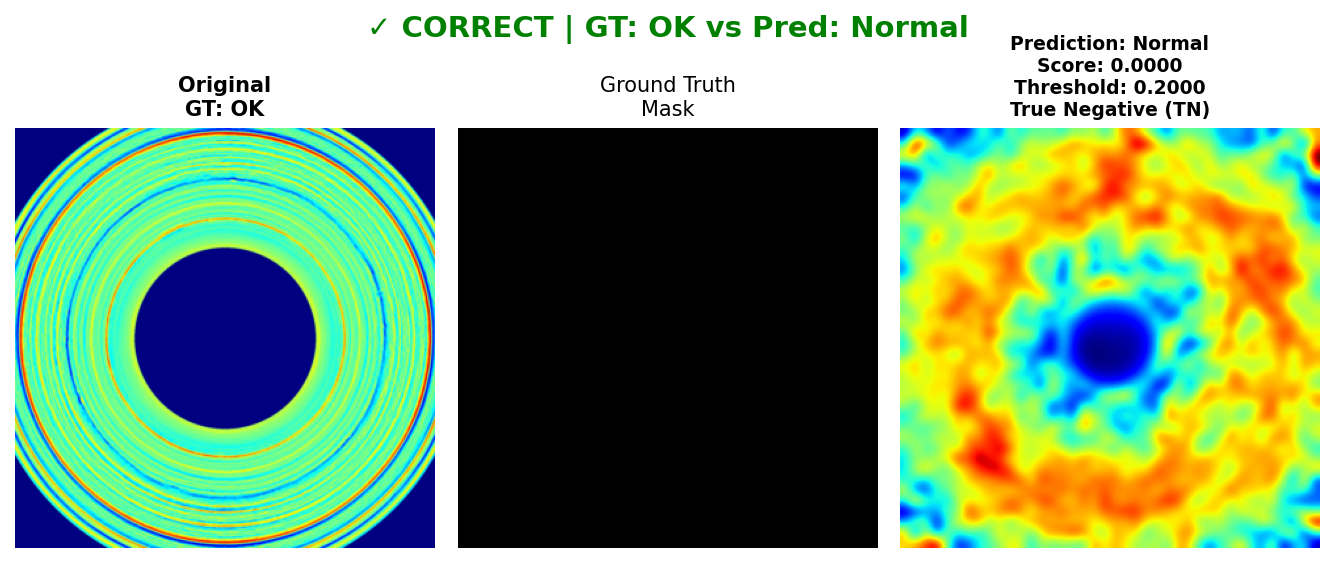 ✓ CORRECT | GT: OK vs Pred: Normal
Original
GT: OK
Ground Truth
Mask
Prediction: Normal
Score: 0.0000
Threshold: 0.2000
True Negative (TN)